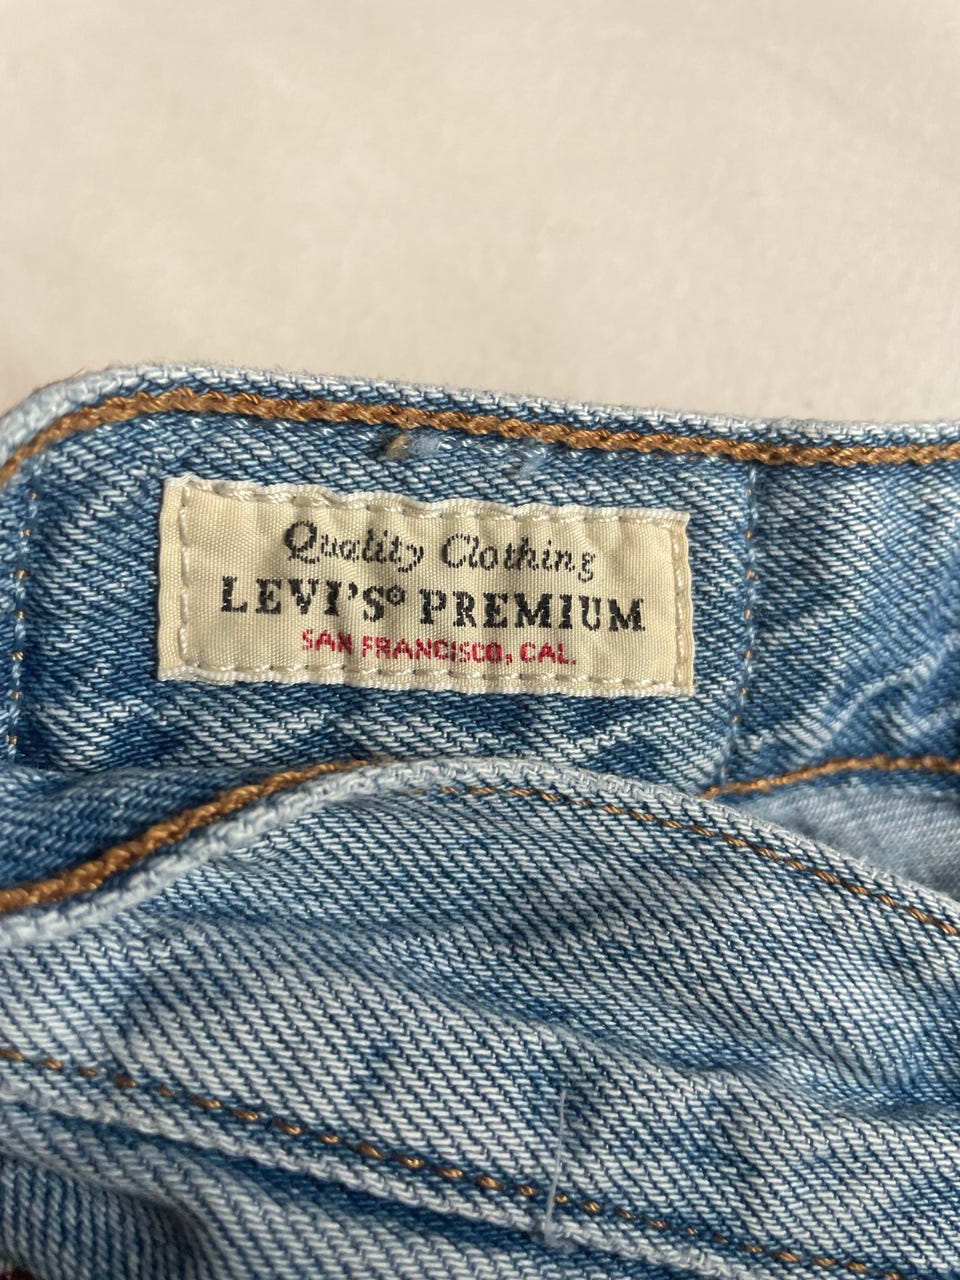 Quality Clothing
LEVI'S® PREMIUM
SAN FRANCISCO, CAL.